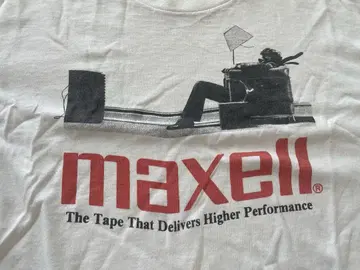 maxell®
The Tape That Delivers Higher Performance